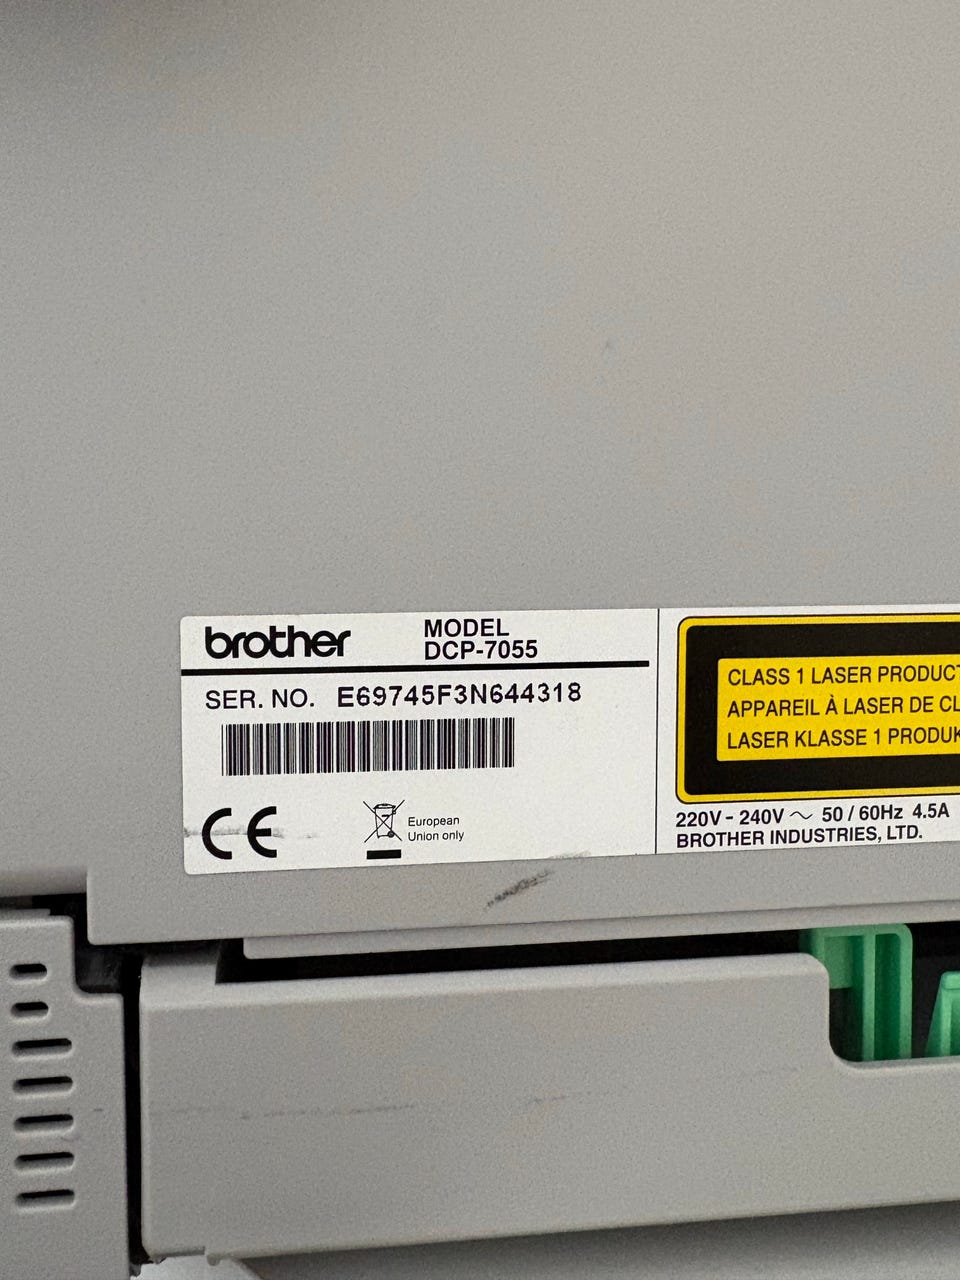 brother
MODEL
DCP-7055
SER. NO. E69745F3N644318
CE
European
Union only
CLASS 1 LASER PRODUCT
APPAREIL À LASER DE CL
LASER KLASSE 1 PRODUK
220V - 240V ∼ 50 / 60Hz 4.5A
BROTHER INDUSTRIES, LTD.